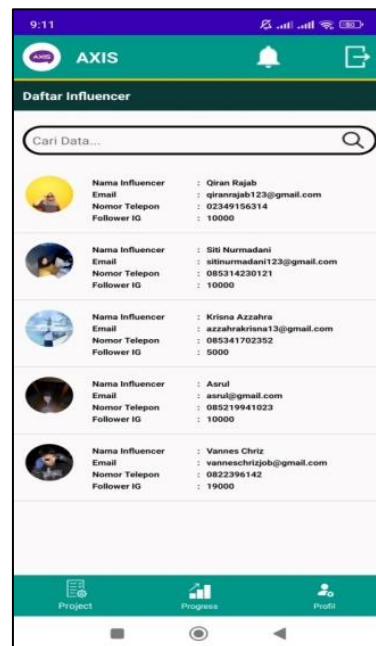 9:11
AXIS
AXIS
Daftar Influencer
Cari Data...
Nama Influencer : Qiran Rajab
Email : qiranrajab123@gmail.com
Nomor Telepon : 02349156314
Follower IG : 10000
Nama Influencer : Siti Nurmadani
Email : sitinurmadani123@gmail.com
Nomor Telepon : 085314230121
Follower IG : 10000
Nama Influencer : Krisna Azzahra
Email : azzahrakrisna13@gmail.com
Nomor Telepon : 085341702352
Follower IG : 5000
Nama Influencer : Asrul
Email : asrul@gmail.com
Nomor Telepon : 085219941023
Follower IG : 10000
Nama Influencer : Vannes Chriz
Email : vanneschrizjob@gmail.com
Nomor Telepon : 0822396142
Follower IG : 19000
Project Progress Profil